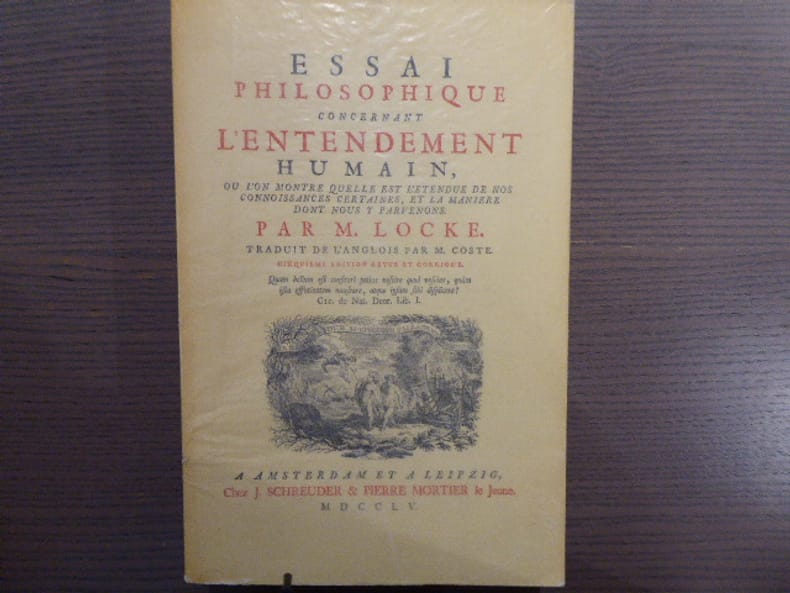 ESSAI
PHILOSOPHIQUE
CONCERNANT
L'ENTENDEMENT
HUMAIN,
OU L'ON MONTRE QUELLE EST L'ETENDUE DE NOS
CONNOISSANCES CERTAINES, ET LA MANIERE
DONT NOUS Y PARVENONS.
PAR M. LOCKE.
TRADUIT DE L'ANGLOIS PAR M. COSTE.
CINQUIEME EDITION REVUE ET CORRIGÉE.
Quam bellum est velle confiteri potius nescire quod nescias, quàm
ista effutientem nauseare, atque ipsum sibi displicere!
Cic. de Nat. Deor. Lib. I.
A AMSTERDAM ET A LEIPZIG,
Chez J. SCHREUDER & PIERRE MORTIER le Jeune.
MDCCLV.